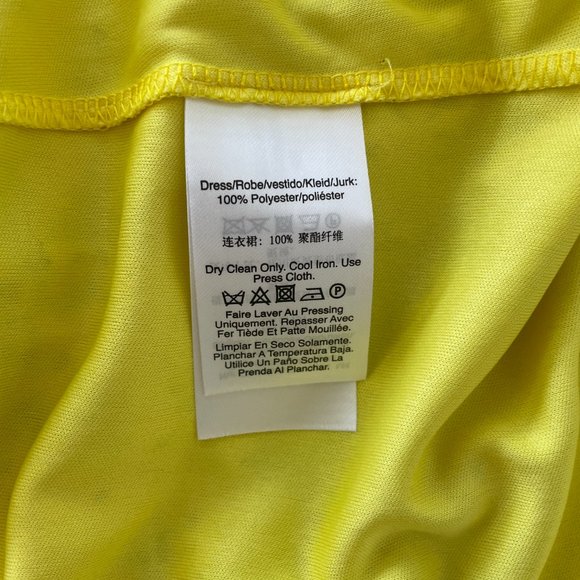 Dress/Robe/vestido/Kleid/Jurk:
100% Polyester/poliéster
连衣裙: 100% 聚酯纤维
Dry Clean Only. Cool Iron. Use
Press Cloth.
P
Faire Laver Au Pressing
Uniquement. Repasser Avec
Fer Tiède Et Patte Mouillée.
Limpiar En Seco Solamente.
Planchar A Temperatura Baja.
Utilice Un Paño Sobre La
Prenda Al Planchar.